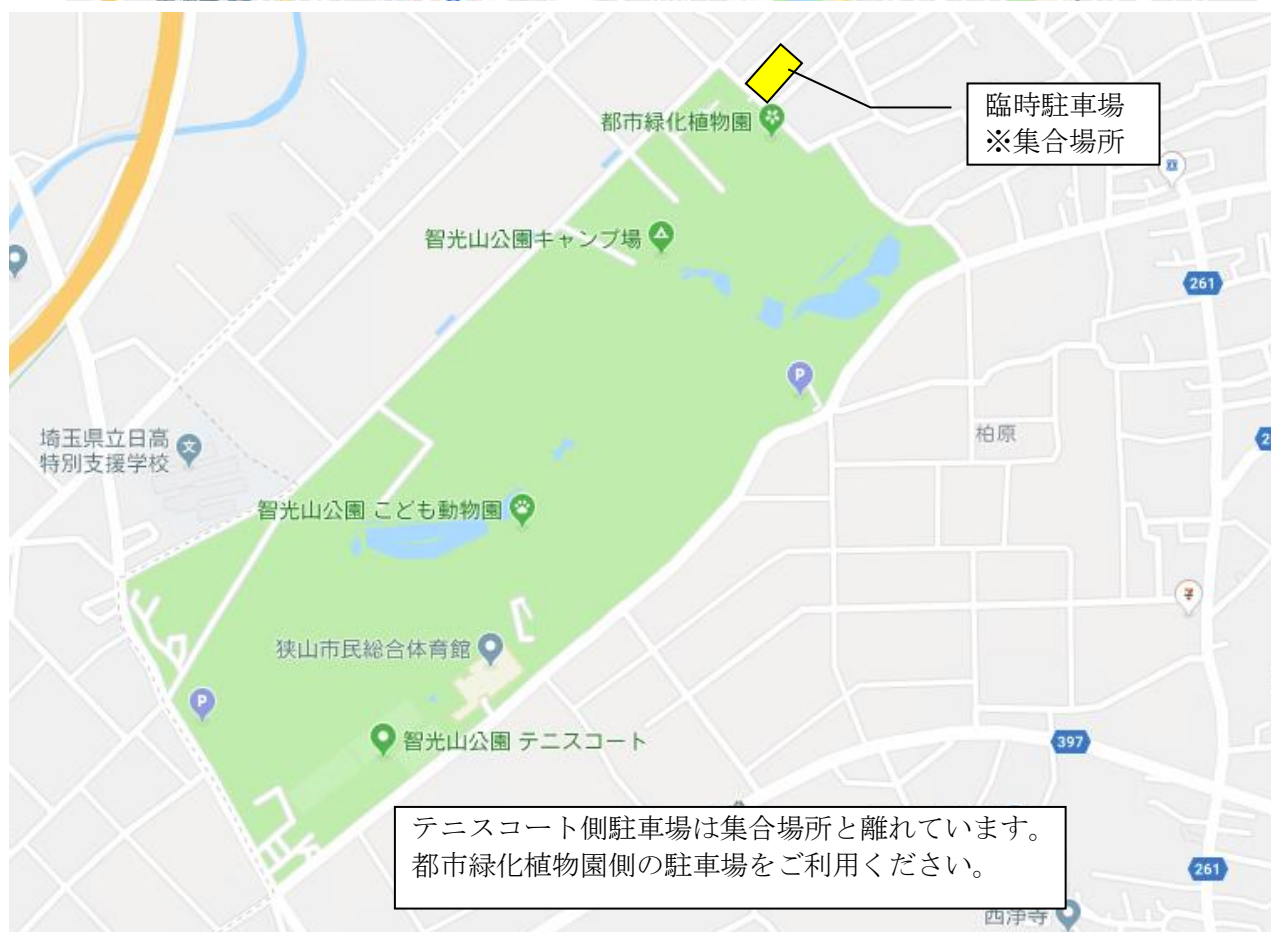 臨時駐車場
※集合場所
都市緑化植物園
智光山公園キャンプ場
261
P
柏原
2
埼玉県立日高
特別支援学校
文
智光山公園 こども動物園
狭山市民総合体育館
P
397
智光山公園 テニスコート
テニスコート側駐車場は集合場所と離れています。
都市緑化植物園側の駐車場をご利用ください。
261
西浄寺